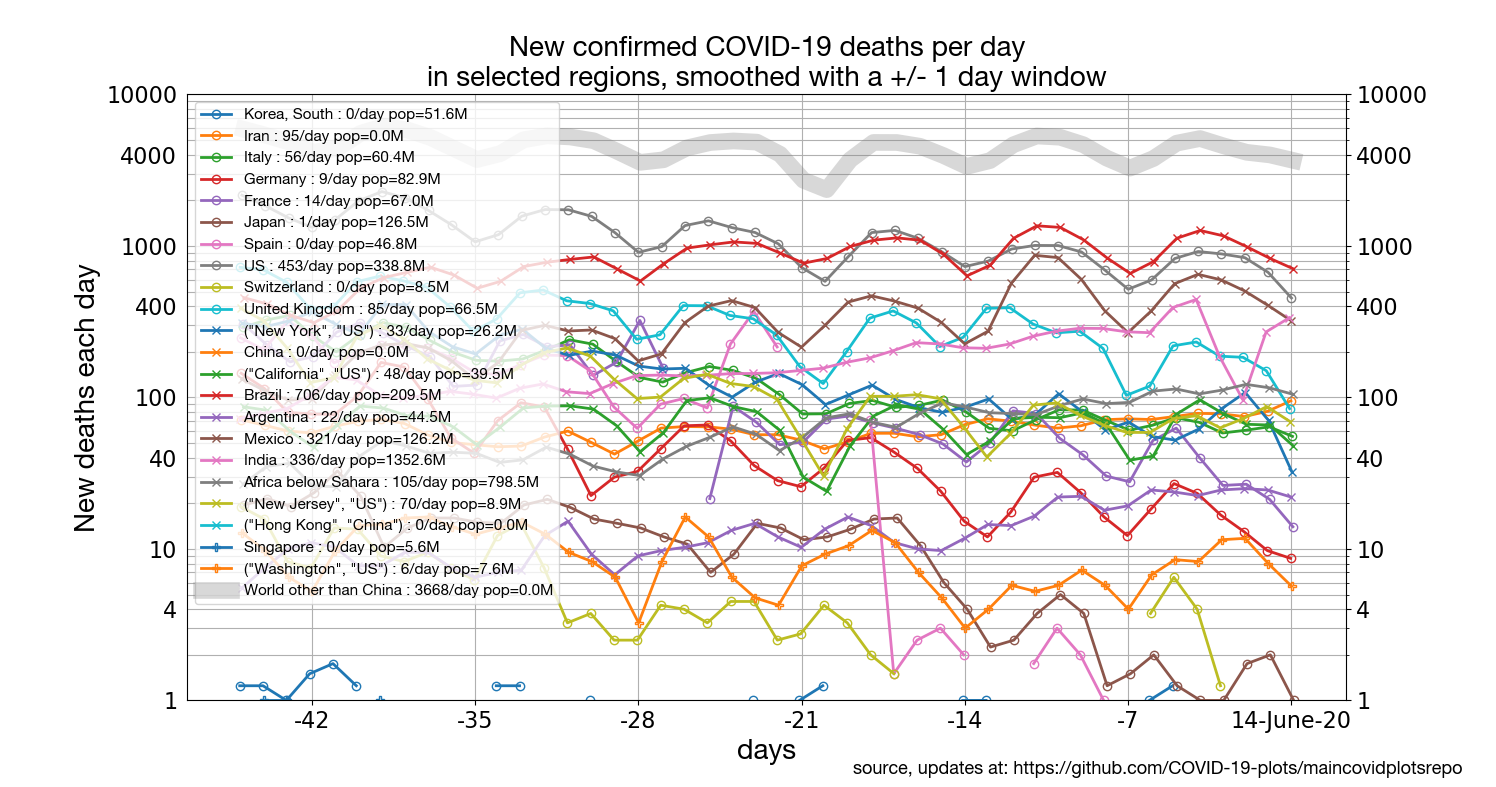 New confirmed COVID-19 deaths per day
in selected regions, smoothed with a +/- 1 day window
New deaths each day
10000
4000
1000
400
100
40
10
4
1
Korea, South : 0/day pop=51.6M
Iran : 95/day pop=0.0M
Italy : 56/day pop=60.4M
Germany : 9/day pop=82.9M
France : 14/day pop=67.0M
Japan : 1/day pop=126.5M
Spain : 0/day pop=46.8M
US : 453/day pop=338.8M
Switzerland : 0/day pop=8.5M
United Kingdom : 85/day pop=66.5M
("New York", "US") : 33/day pop=26.2M
China : 0/day pop=0.0M
("California", "US") : 48/day pop=39.5M
Brazil : 706/day pop=209.5M
Argentina : 22/day pop=44.5M
Mexico : 321/day pop=126.2M
India : 336/day pop=1352.6M
Africa below Sahara : 105/day pop=798.5M
("New Jersey", "US") : 70/day pop=8.9M
("Hong Kong", "China") : 0/day pop=0.0M
Singapore : 0/day pop=5.6M
("Washington", "US") : 6/day pop=7.6M
World other than China : 3668/day pop=0.0M
10000
4000
1000
400
100
40
10
4
1
-42 -35 -28 -21 -14 -7 14-June-20
days
source, updates at: https://github.com/COVID-19-plots/maincovidplotsrepo